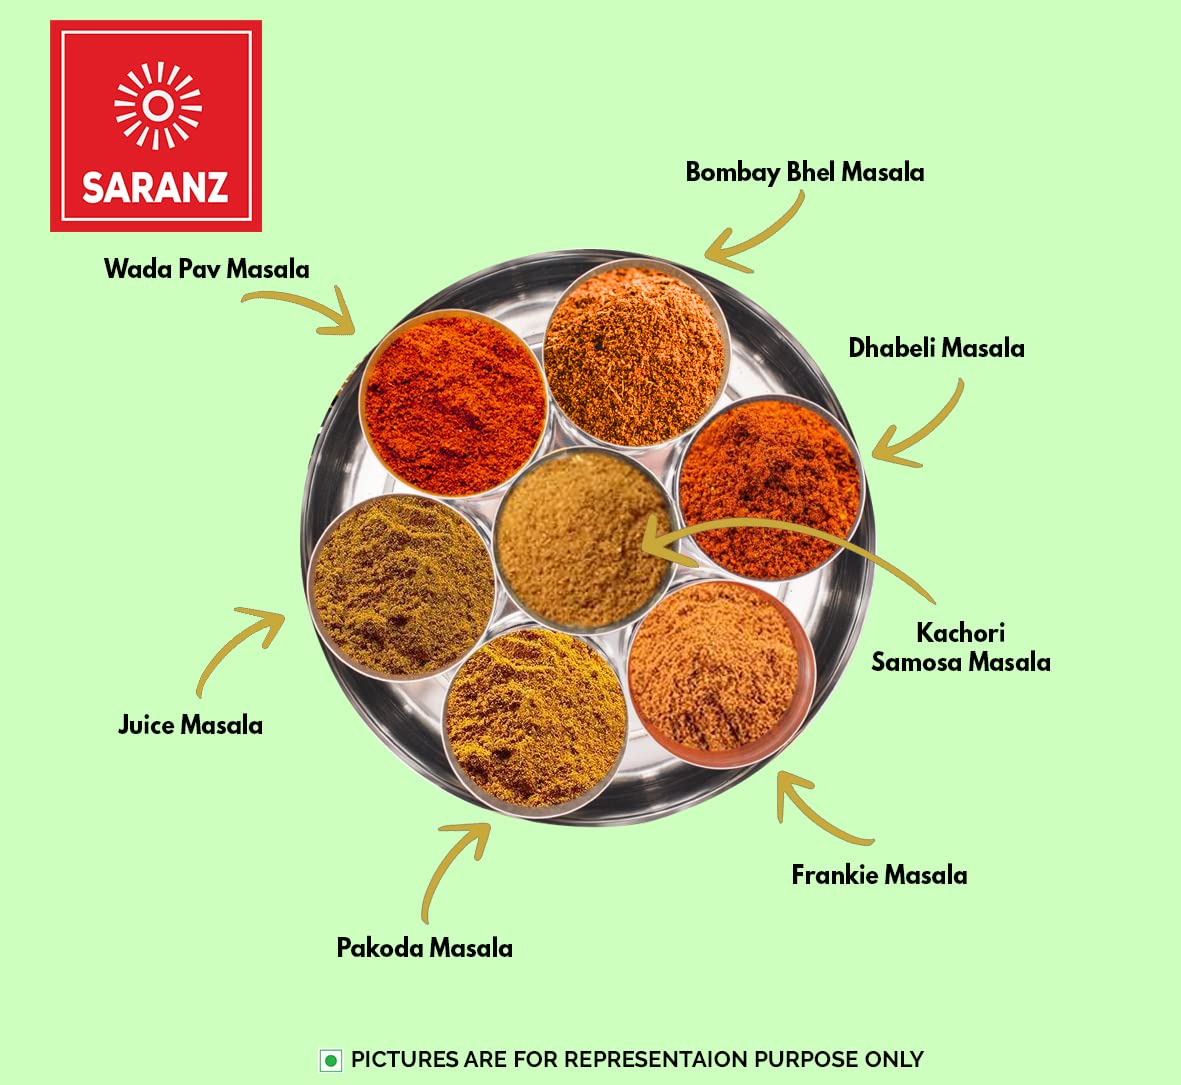 SARANZ
Bombay Bhel Masala
Wada Pav Masala
Dhabeli Masala
Kachori
Samosa Masala
Juice Masala
Frankie Masala
Pakoda Masala
PICTURES ARE FOR REPRESENTAION PURPOSE ONLY